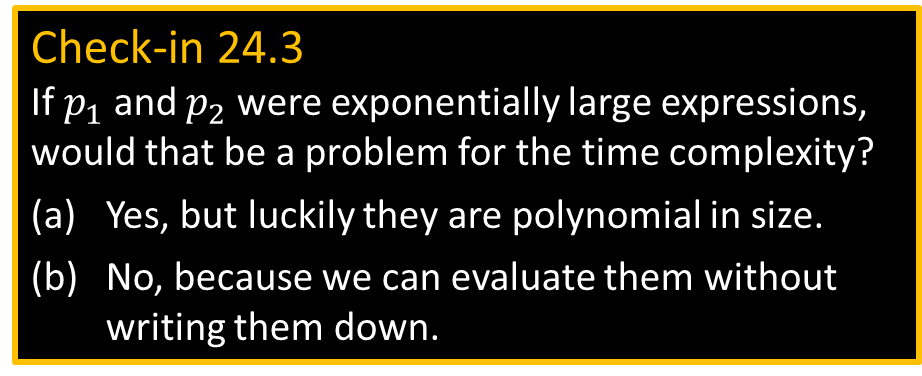 Check-in 24.3
If 𝑝₁ and 𝑝₂ were exponentially large expressions,
would that be a problem for the time complexity?
(a) Yes, but luckily they are polynomial in size.
(b) No, because we can evaluate them without
writing them down.